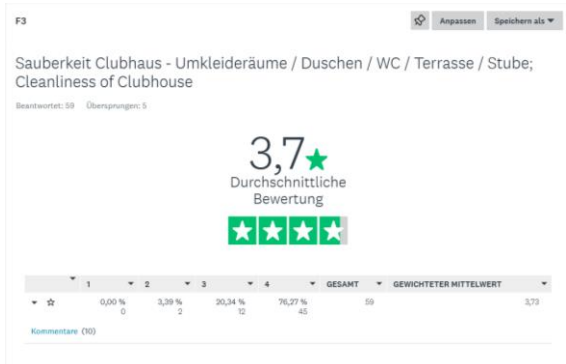 F3
Anpassen
Speichern als
Sauberkeit Clubhaus - Umkleideräume / Duschen / WC / Terrasse / Stube;
Cleanliness of Clubhouse
Beantwortet: 59 Übersprungen: 5
3,7
Durchschnittliche
Bewertung
1 2 3 4 GESAMT GEWICHTETER MITTELWERT
0,00 % 3,39 % 20,34 % 76,27 % 59 3,73
0 2 12 45
Kommentare (10)